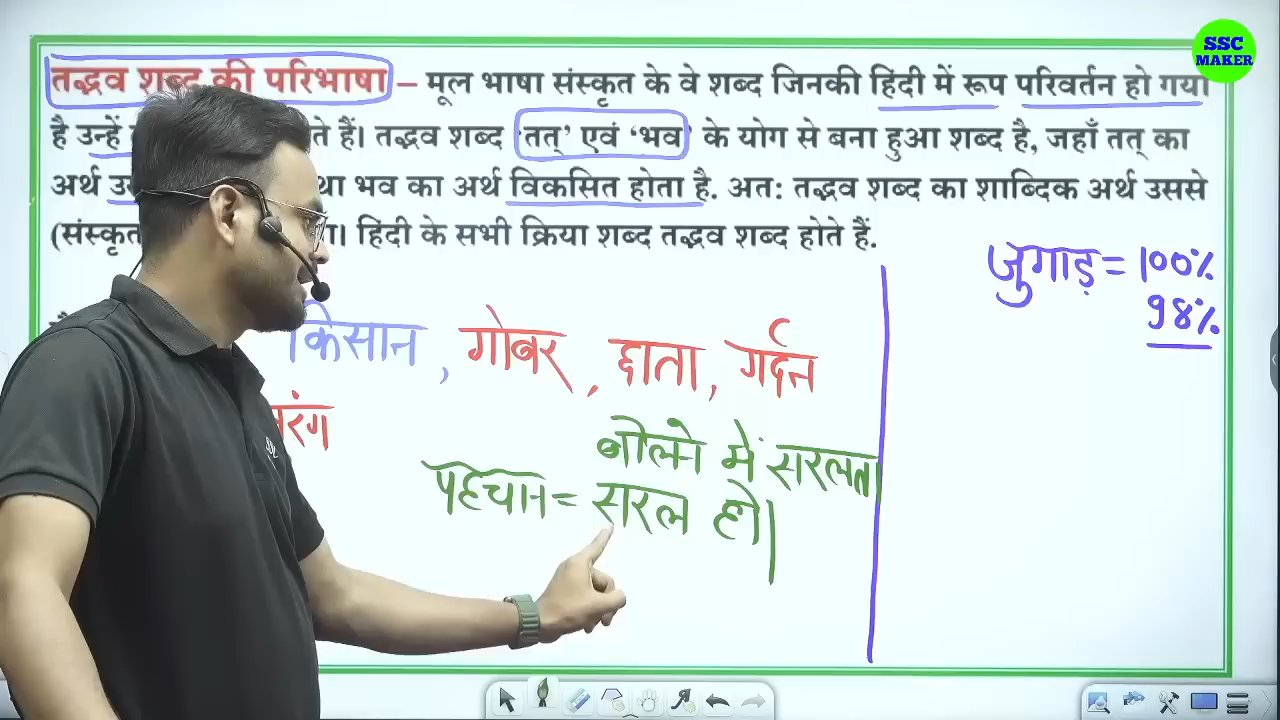 SSC
MAKER
तद्भव शब्द की परिभाषा – मूल भाषा संस्कृत के वे शब्द जिनकी हिंदी में रूप परिवर्तन हो गया
है उन्हें ते हैं। तद्भव शब्द 'तत्' एवं 'भव' के योग से बना हुआ शब्द है, जहाँ तत् का
अर्थ था भव का अर्थ विकसित होता है. अत: तद्भव शब्द का शाब्दिक अर्थ उससे
(संस्कृत ।। हिंदी के सभी क्रिया शब्द तद्भव शब्द होते हैं.
जुगाड़ = 100%
98%
किसान, गोबर, छाता, गर्दन
रंग
बोलने में सरलता
पहचान = सरल हो|